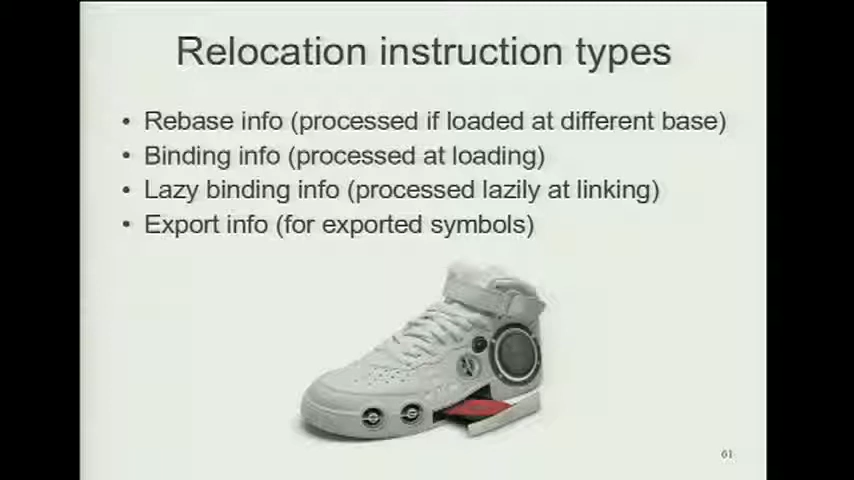 Relocation instruction types
• Rebase info (processed if loaded at different base)
• Binding info (processed at loading)
• Lazy binding info (processed lazily at linking)
• Export info (for exported symbols)
61